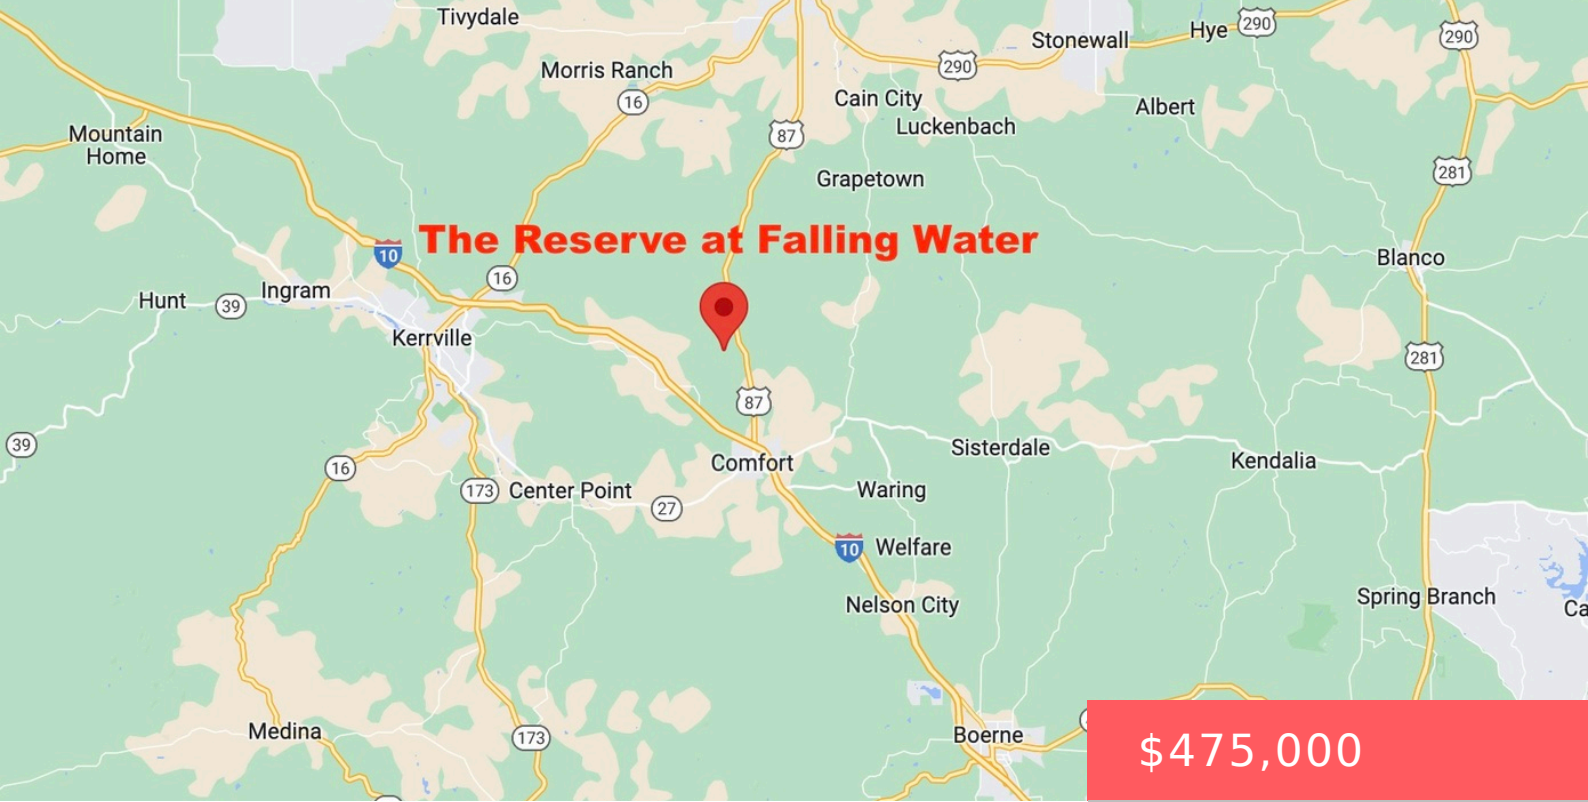 Tivydale
Stonewall
Hye
290
290
Morris Ranch
290
16
Cain City
Albert
Luckenbach
Mountain
Home
87
281
Grapetown
The Reserve at Falling Water
10
Blanco
16
Ingram
Hunt
39
Kerrville
281
87
39
Sisterdale
Comfort
Kendalia
16
173
Center Point
Waring
27
10
Welfare
Spring Branch
Nelson City
Ca
Medina
173
Boerne
$475,000